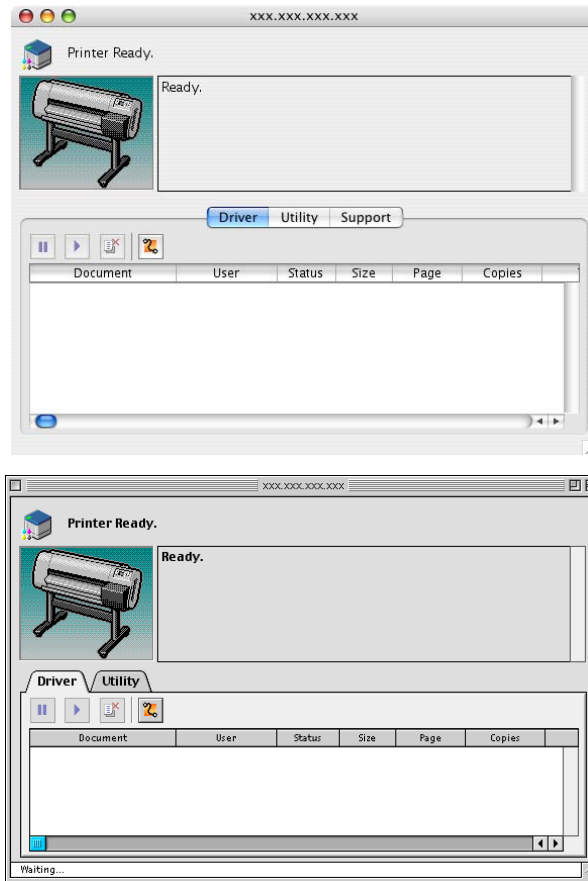 xxx.xxx.xxx.xxx
Printer Ready.
Ready.
Driver Utility Support
Document User Status Size Page Copies
xxx.xxx.xxx.xxx
Printer Ready.
Ready.
Driver Utility
Document User Status Size Page Copies
Waiting...